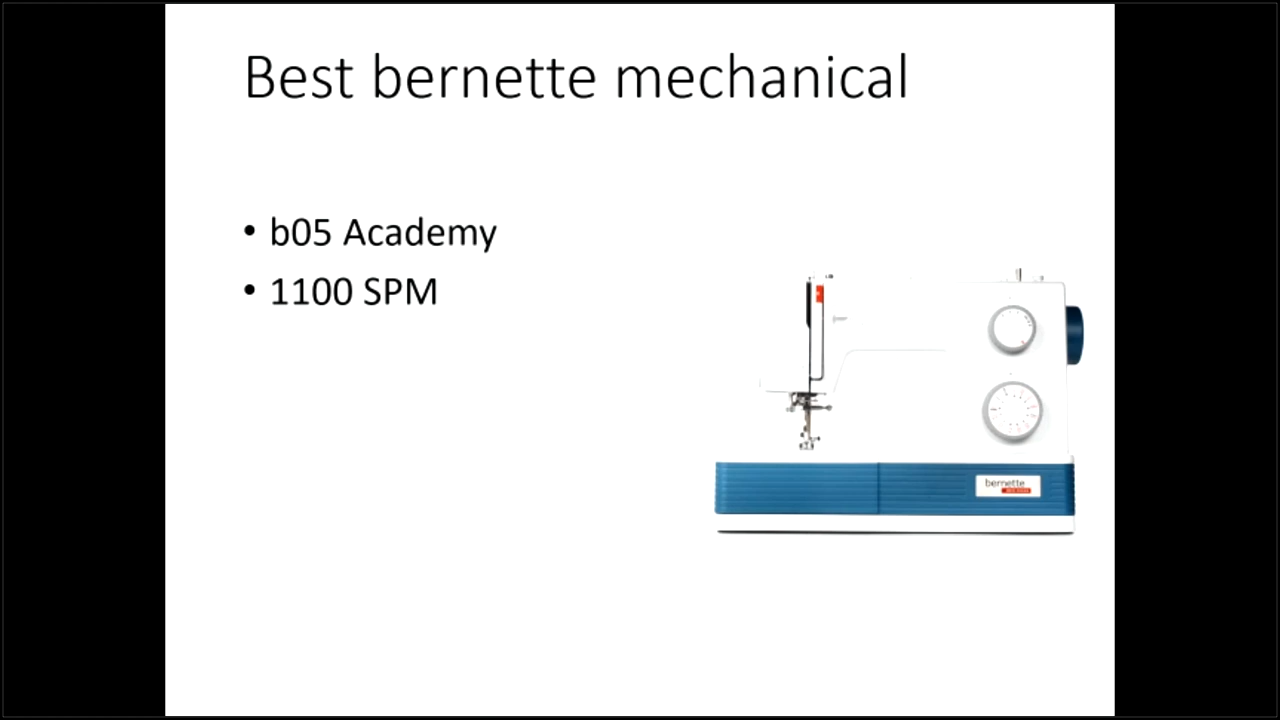 Best bernette mechanical
• b05 Academy
• 1100 SPM
bernette